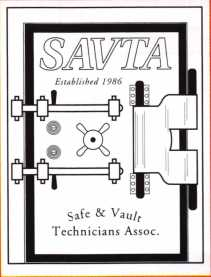 SAVTA
Established 1986
Safe & Vault
Technicians Assoc.